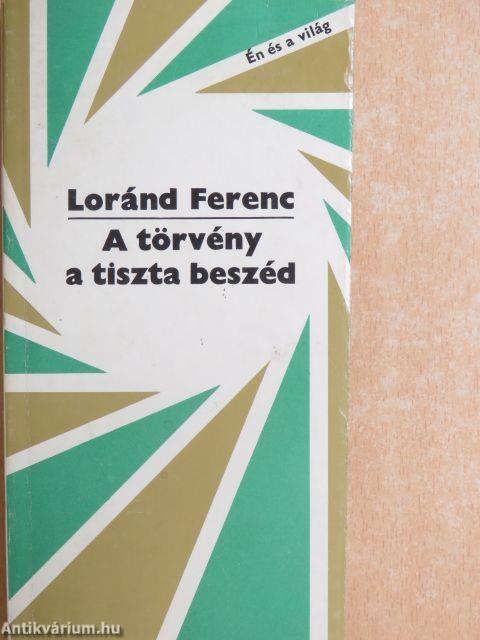 Én és a világ
Loránd Ferenc
A törvény
a tiszta beszéd
Antikvárium.hu